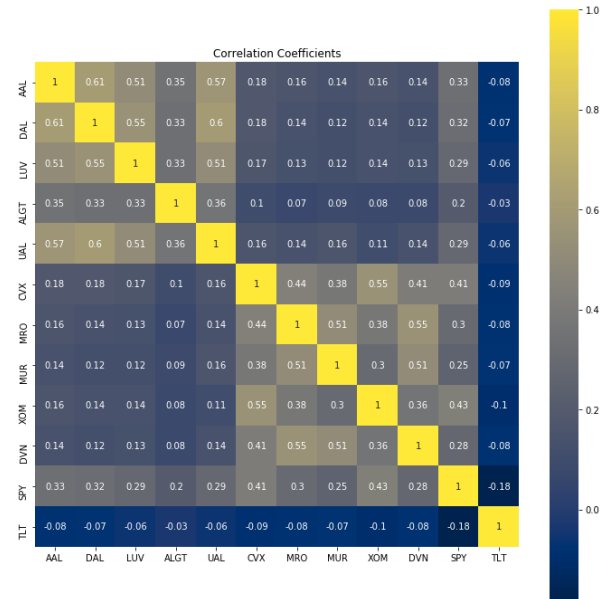 Correlation Coefficients
AAL 1 0.61 0.51 0.35 0.57 0.18 0.16 0.14 0.16 0.14 0.33 -0.08
DAL 0.61 1 0.55 0.33 0.6 0.18 0.14 0.12 0.14 0.12 0.32 -0.07
LUV 0.51 0.55 1 0.33 0.51 0.17 0.13 0.12 0.14 0.13 0.29 -0.06
ALGT 0.35 0.33 0.33 1 0.36 0.1 0.07 0.09 0.08 0.08 0.2 -0.03
UAL 0.57 0.6 0.51 0.36 1 0.16 0.14 0.16 0.11 0.14 0.29 -0.06
CVX 0.18 0.18 0.17 0.1 0.16 1 0.44 0.38 0.55 0.41 0.41 -0.09
MRO 0.16 0.14 0.13 0.07 0.14 0.44 1 0.51 0.38 0.55 0.3 -0.08
MUR 0.14 0.12 0.12 0.09 0.16 0.38 0.51 1 0.3 0.51 0.25 -0.07
XOM 0.16 0.14 0.14 0.08 0.11 0.55 0.38 0.3 1 0.36 0.43 -0.1
DVN 0.14 0.12 0.13 0.08 0.14 0.41 0.55 0.51 0.36 1 0.28 -0.08
SPY 0.33 0.32 0.29 0.2 0.29 0.41 0.3 0.25 0.43 0.28 1 -0.18
TLT -0.08 -0.07 -0.06 -0.03 -0.06 -0.09 -0.08 -0.07 -0.1 -0.08 -0.18 1
AAL DAL LUV ALGT UAL CVX MRO MUR XOM DVN SPY TLT
1.0
0.8
0.6
0.4
0.2
0.0